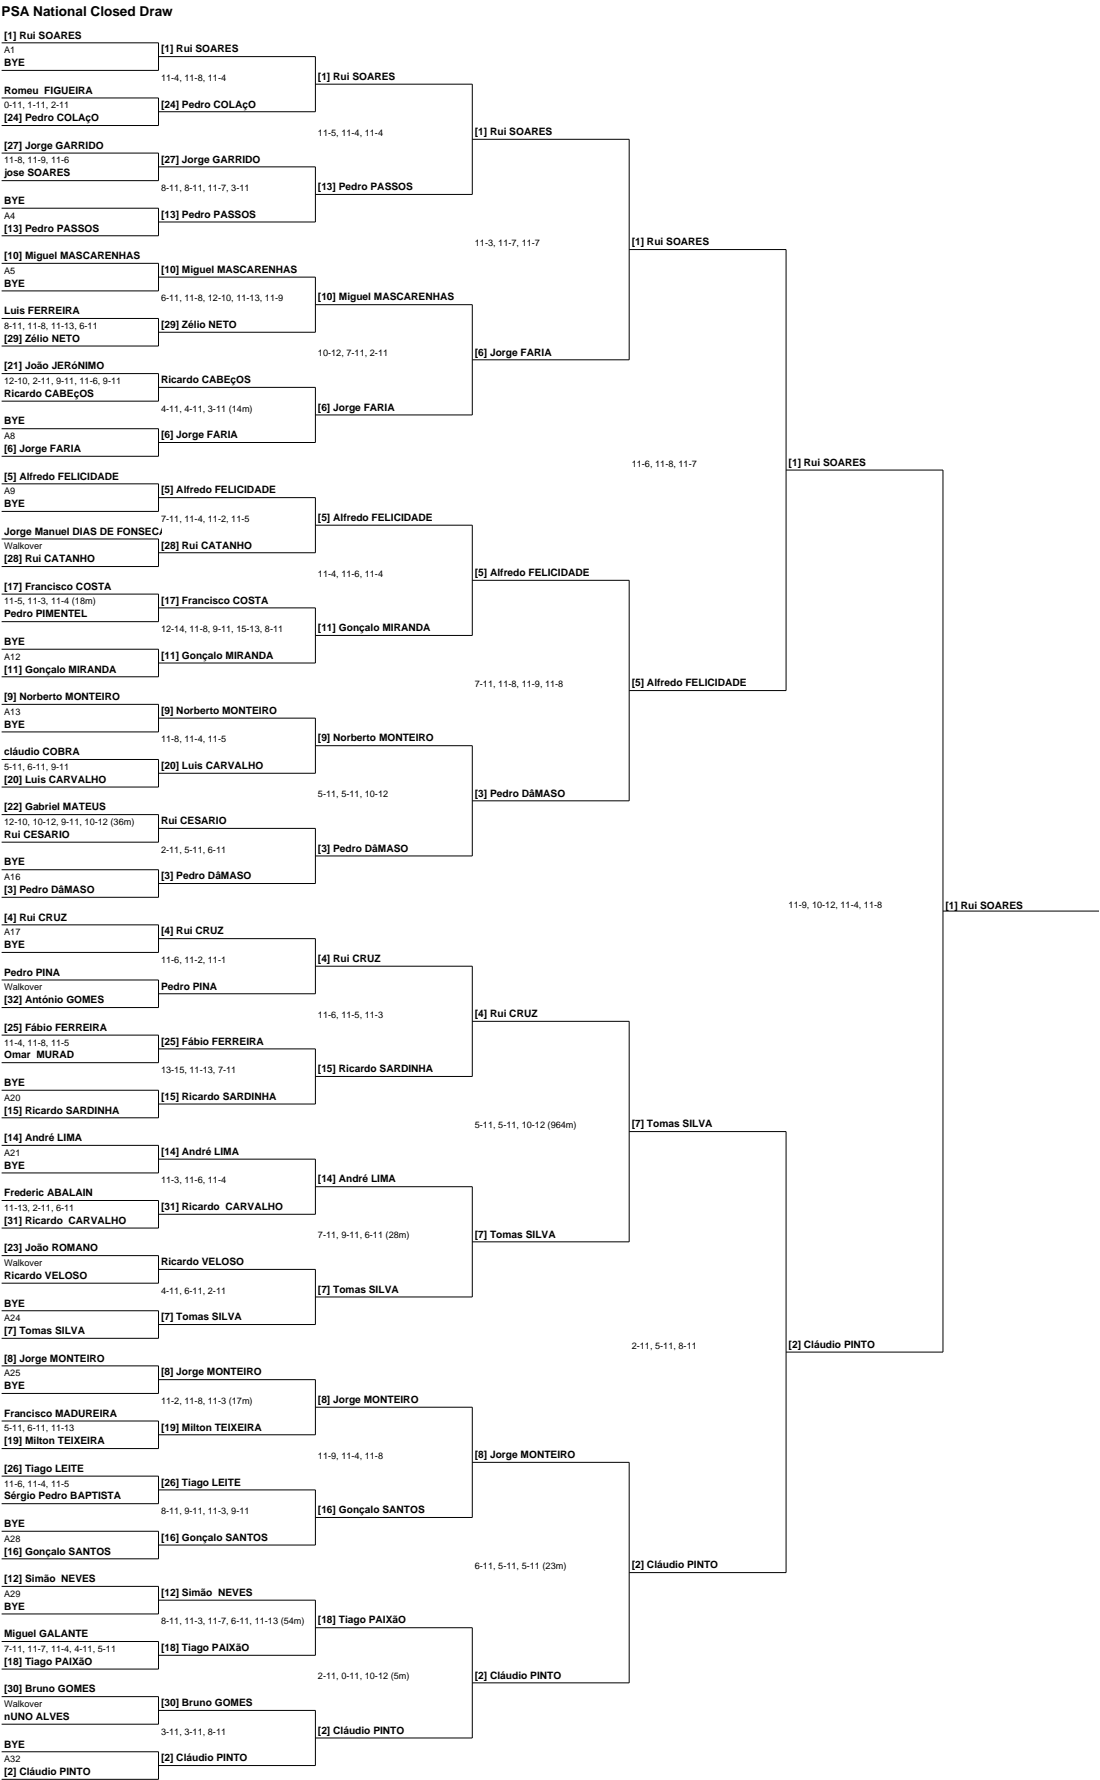 PSA National Closed Draw
[1] Rui SOARES
A1
BYE
Romeu  FIGUEIRA
0-11, 1-11, 2-11
[24] Pedro COLAçO
[27] Jorge GARRIDO
11-8, 11-9, 11-6
jose SOARES
BYE
A4
[13] Pedro PASSOS
[10] Miguel MASCARENHAS
A5
BYE
Luis FERREIRA
8-11, 11-8, 11-13, 6-11
[29] Zélio NETO
[21] João JERóNIMO
12-10, 2-11, 9-11, 11-6, 9-11
Ricardo CABEçOS
BYE
A8
[6] Jorge FARIA
[5] Alfredo FELICIDADE
A9
BYE
Jorge Manuel DIAS DE FONSECA
Walkover
[28] Rui CATANHO
[17] Francisco COSTA
11-5, 11-3, 11-4 (18m)
Pedro PIMENTEL
BYE
A12
[11] Gonçalo MIRANDA
[9] Norberto MONTEIRO
A13
BYE
cláudio COBRA
5-11, 6-11, 9-11
[20] Luis CARVALHO
[22] Gabriel MATEUS
12-10, 10-12, 9-11, 10-12 (36m)
Rui CESARIO
BYE
A16
[3] Pedro DâMASO
[4] Rui CRUZ
A17
BYE
Pedro PINA
Walkover
[32] António GOMES
[25] Fábio FERREIRA
11-4, 11-8, 11-5
Omar  MURAD
BYE
A20
[15] Ricardo SARDINHA
[14] André LIMA
A21
BYE
Frederic ABALAIN
11-13, 2-11, 6-11
[31] Ricardo  CARVALHO
[23] João ROMANO
Walkover
Ricardo VELOSO
BYE
A24
[7] Tomas SILVA
[8] Jorge MONTEIRO
A25
BYE
Francisco MADUREIRA
5-11, 6-11, 11-13
[19] Milton TEIXEIRA
[26] Tiago LEITE
11-6, 11-4, 11-5
Sérgio Pedro BAPTISTA
BYE
A28
[16] Gonçalo SANTOS
[12] Simão  NEVES
A29
BYE
Miguel GALANTE
7-11, 11-7, 11-4, 4-11, 5-11
[18] Tiago PAIXãO
[30] Bruno GOMES
Walkover
nUNO ALVES
BYE
A32
[2] Cláudio PINTO
[1] Rui SOARES
11-4, 11-8, 11-4
[24] Pedro COLAçO
[27] Jorge GARRIDO
8-11, 8-11, 11-7, 3-11
[13] Pedro PASSOS
[10] Miguel MASCARENHAS
6-11, 11-8, 12-10, 11-13, 11-9
[29] Zélio NETO
Ricardo CABEçOS
4-11, 4-11, 3-11 (14m)
[6] Jorge FARIA
[5] Alfredo FELICIDADE
7-11, 11-4, 11-2, 11-5
[28] Rui CATANHO
[17] Francisco COSTA
12-14, 11-8, 9-11, 15-13, 8-11
[11] Gonçalo MIRANDA
[9] Norberto MONTEIRO
11-8, 11-4, 11-5
[20] Luis CARVALHO
Rui CESARIO
2-11, 5-11, 6-11
[3] Pedro DâMASO
[4] Rui CRUZ
11-6, 11-2, 11-1
Pedro PINA
[25] Fábio FERREIRA
13-15, 11-13, 7-11
[15] Ricardo SARDINHA
[14] André LIMA
11-3, 11-6, 11-4
[31] Ricardo  CARVALHO
Ricardo VELOSO
4-11, 6-11, 2-11
[7] Tomas SILVA
[8] Jorge MONTEIRO
11-2, 11-8, 11-3 (17m)
[19] Milton TEIXEIRA
[26] Tiago LEITE
8-11, 9-11, 11-3, 9-11
[16] Gonçalo SANTOS
[12] Simão  NEVES
8-11, 11-3, 11-7, 6-11, 11-13 (54m)
[18] Tiago PAIXãO
[30] Bruno GOMES
3-11, 3-11, 8-11
[2] Cláudio PINTO
[1] Rui SOARES
11-5, 11-4, 11-4
[13] Pedro PASSOS
[10] Miguel MASCARENHAS
10-12, 7-11, 2-11
[6] Jorge FARIA
[5] Alfredo FELICIDADE
11-4, 11-6, 11-4
[11] Gonçalo MIRANDA
[9] Norberto MONTEIRO
5-11, 5-11, 10-12
[3] Pedro DâMASO
[4] Rui CRUZ
11-6, 11-5, 11-3
[15] Ricardo SARDINHA
[14] André LIMA
7-11, 9-11, 6-11 (28m)
[7] Tomas SILVA
[8] Jorge MONTEIRO
11-9, 11-4, 11-8
[16] Gonçalo SANTOS
[18] Tiago PAIXãO
2-11, 0-11, 10-12 (5m)
[2] Cláudio PINTO
[1] Rui SOARES
11-3, 11-7, 11-7
[6] Jorge FARIA
[5] Alfredo FELICIDADE
7-11, 11-8, 11-9, 11-8
[3] Pedro DâMASO
[4] Rui CRUZ
5-11, 5-11, 10-12 (964m)
[7] Tomas SILVA
[8] Jorge MONTEIRO
6-11, 5-11, 5-11 (23m)
[2] Cláudio PINTO
[1] Rui SOARES
11-6, 11-8, 11-7
[5] Alfredo FELICIDADE
[7] Tomas SILVA
2-11, 5-11, 8-11
[2] Cláudio PINTO
[1] Rui SOARES
11-9, 10-12, 11-4, 11-8
[2] Cláudio PINTO
[1] Rui SOARES